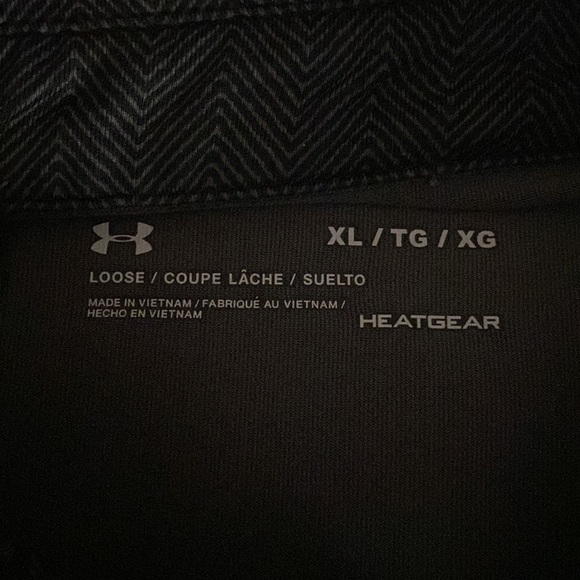 XL / TG / XG
LOOSE / COUPE LÂCHE / SUELTO
MADE IN VIETNAM / FABRIQUÉ AU VIETNAM /
HECHO EN VIETNAM
HEATGEAR